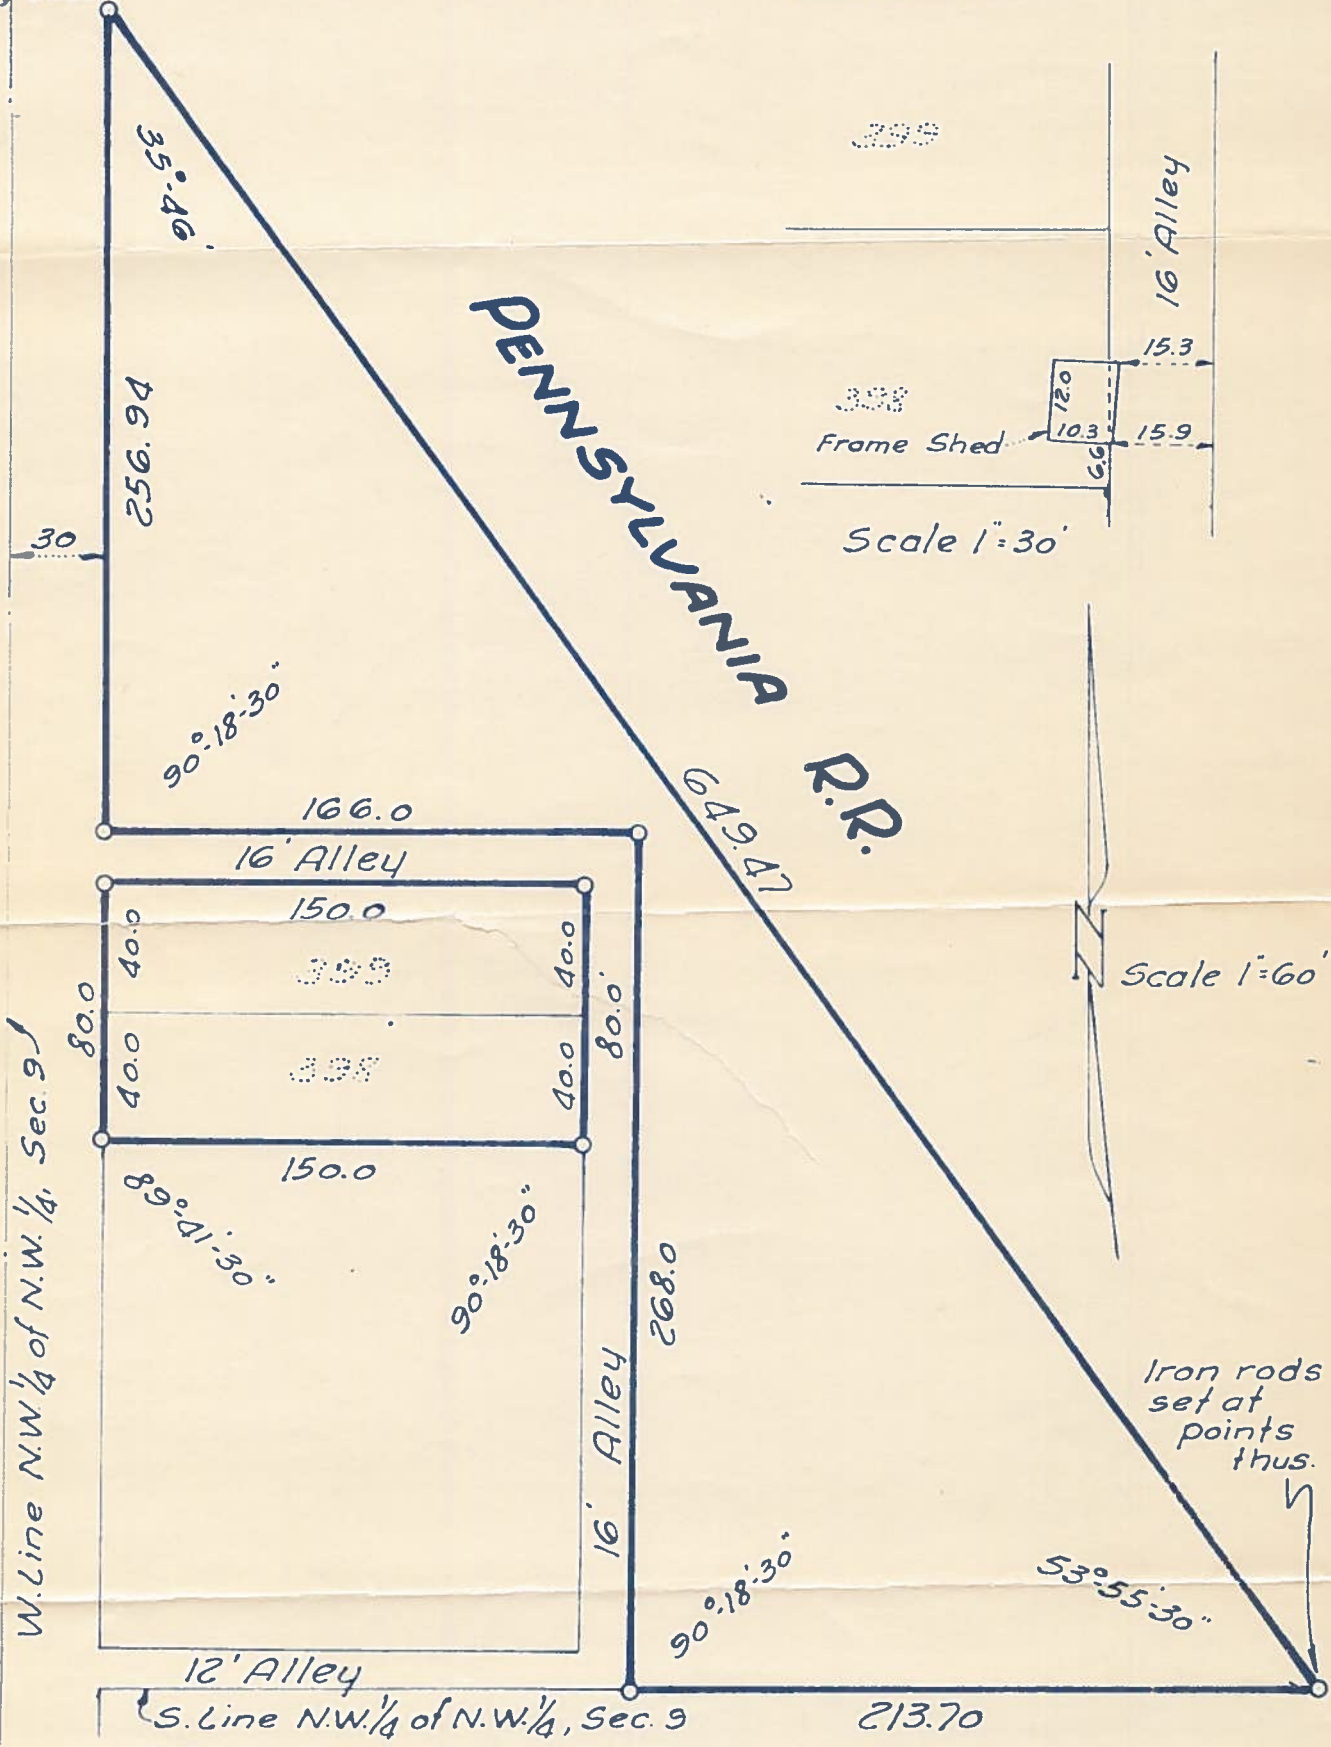 35°-46'
299
16' Alley
15.3
12.0
10.3
15.9
6.6
Frame Shed
Scale 1"=30'
PENNSYLVANIA R.R.
256.94
30
90°-18'-30"
649.47
166.0
16' Alley
150.0
40.0
40.0
399
80.0
80.0'
40.0
40.0
398
150.0
N
Scale 1"=60'
89°-41'-30"
90°-18'-30"
268.0
16' Alley
W. Line N.W.1/4 of N.W.1/4, Sec. 9
Iron rods
set at
points
thus.
90°-18'-30"
53°-55'-30"
12' Alley
S. Line N.W.1/4 of N.W.1/4, Sec. 9
213.70